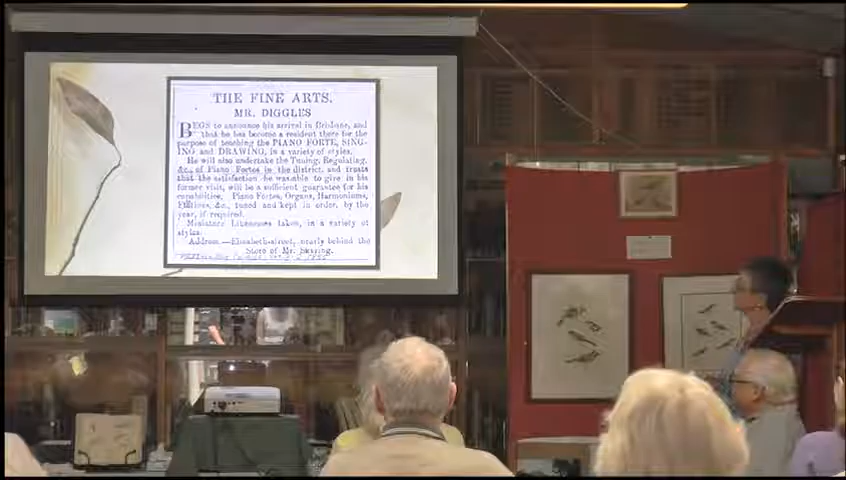 THE FINE ARTS.
MR. DIGGLES
BEGS to announce his arrival in Brisbane, and
that he has become a resident there for the
purpose of teaching the PIANO FORTE, SING-
ING and DRAWING, in a variety of styles.
He will also undertake the Tuning, Regulating,
&c., of Piano Fortes in the district, and trusts
that the satisfaction he was able to give in his
former visit, will be a sufficient guarantee for his
capabilities. Piano Fortes, Organs, Harmoniums,
&c., tuned and kept in order, by the
year, if required.
Miniature Likenesses taken, in a variety of
styles.
Address.—Elizabeth-street, nearly behind the
Store of Mr.